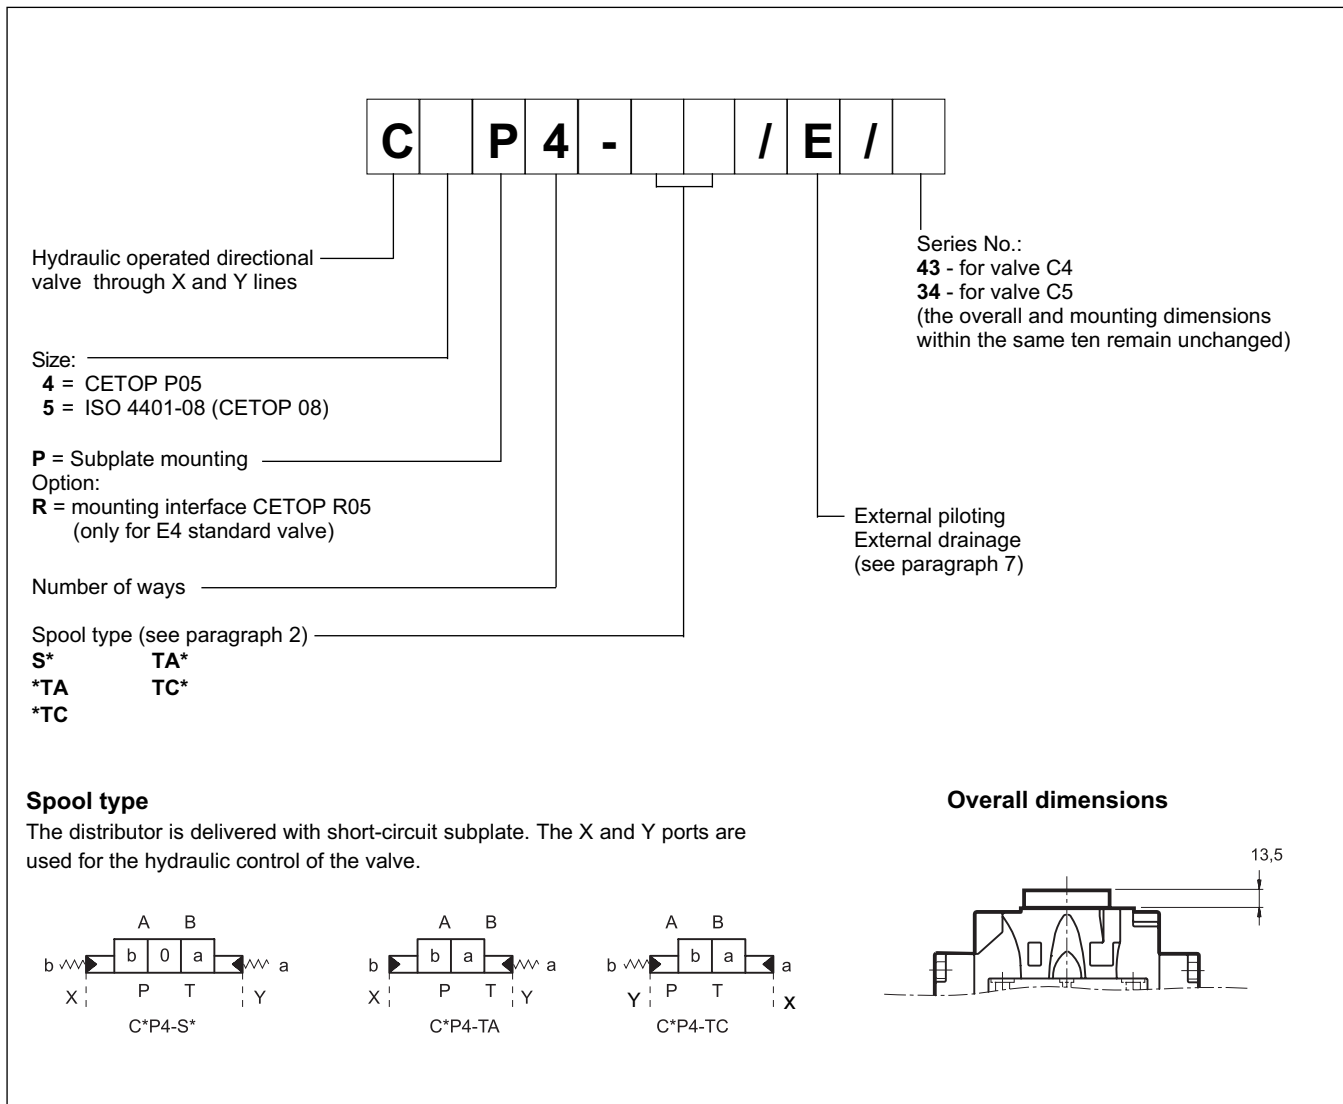 C P 4 - / E /
Hydraulic operated directional
valve through X and Y lines
Series No.:
43 - for valve C4
34 - for valve C5
(the overall and mounting dimensions
within the same ten remain unchanged)
Size:
4 = CETOP P05
5 = ISO 4401-08 (CETOP 08)
P = Subplate mounting
Option:
R = mounting interface CETOP R05
(only for E4 standard valve)
External piloting
External drainage
(see paragraph 7)
Number of ways
Spool type (see paragraph 2)
S* TA*
*TA TC*
*TC
Spool type
The distributor is delivered with short-circuit subplate. The X and Y ports are
used for the hydraulic control of the valve.
A B
b b 0 a a
X P T Y
C*P4-S*
A B
b b a a
X P T Y
C*P4-TA
A B
b b a a
Y P T X
C*P4-TC
Overall dimensions
13,5